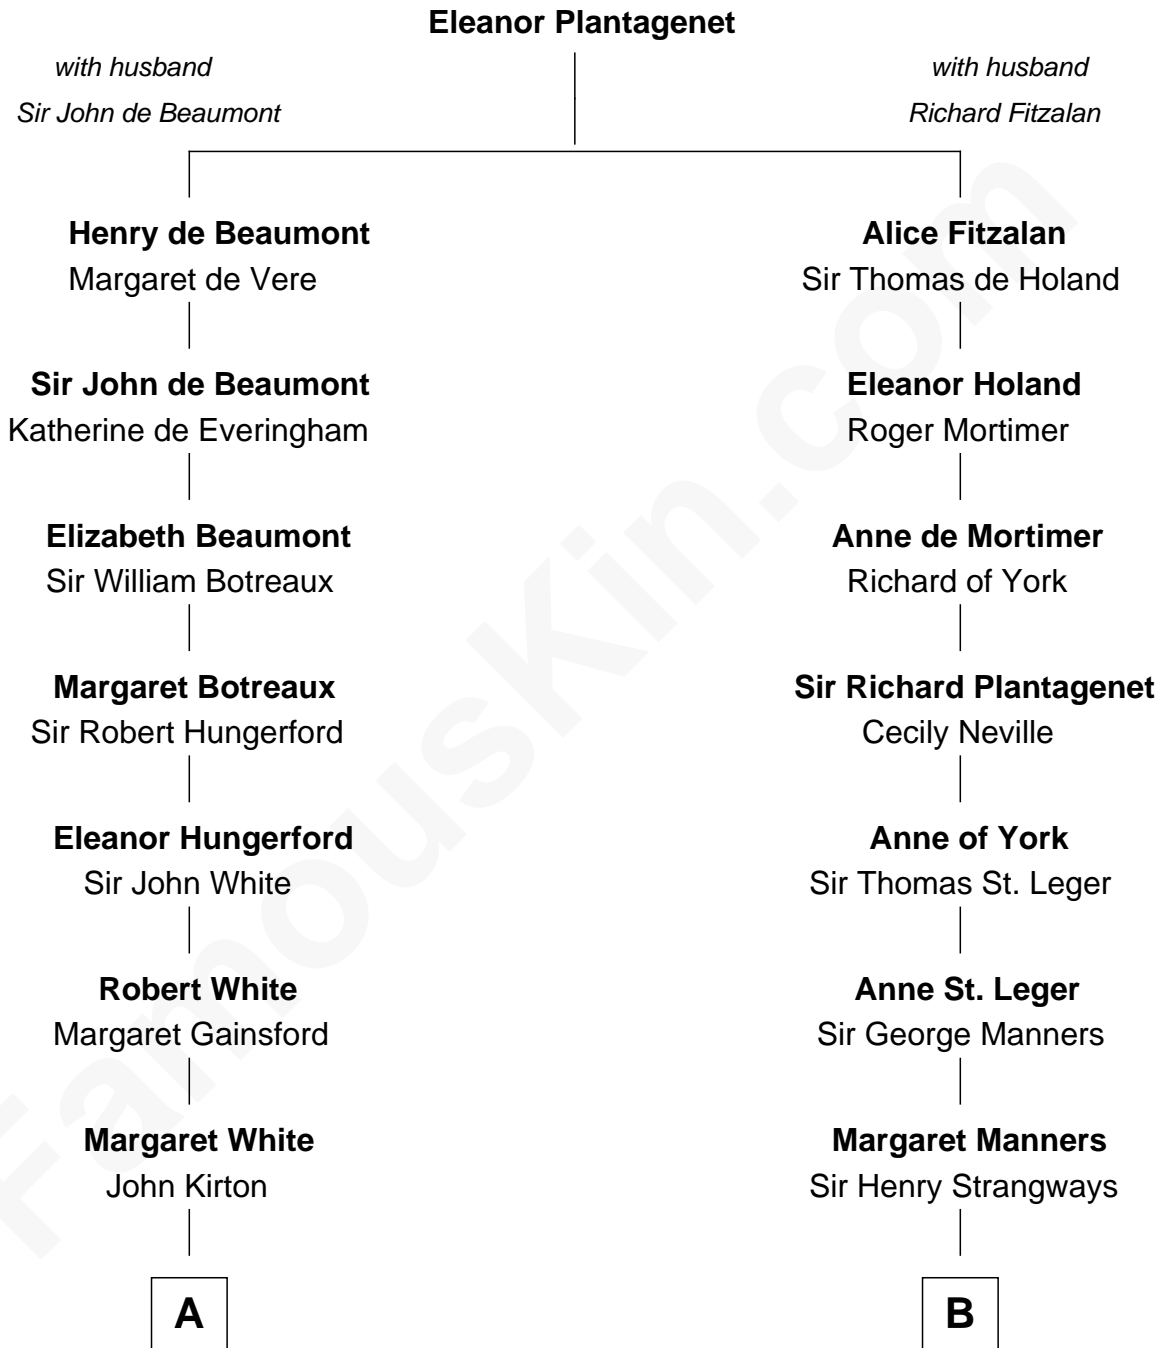 Eleanor Plantagenet
with husband
Sir John de Beaumont
with husband
Richard Fitzalan
Henry de Beaumont
Margaret de Vere
Alice Fitzalan
Sir Thomas de Holand
Sir John de Beaumont
Katherine de Everingham
Eleanor Holand
Roger Mortimer
Elizabeth Beaumont
Sir William Botreaux
Anne de Mortimer
Richard of York
Margaret Botreaux
Sir Robert Hungerford
Sir Richard Plantagenet
Cecily Neville
Eleanor Hungerford
Sir John White
Anne of York
Sir Thomas St. Leger
Robert White
Margaret Gainsford
Anne St. Leger
Sir George Manners
Margaret White
John Kirton
Margaret Manners
Sir Henry Strangways
A
B
FamousKin.com